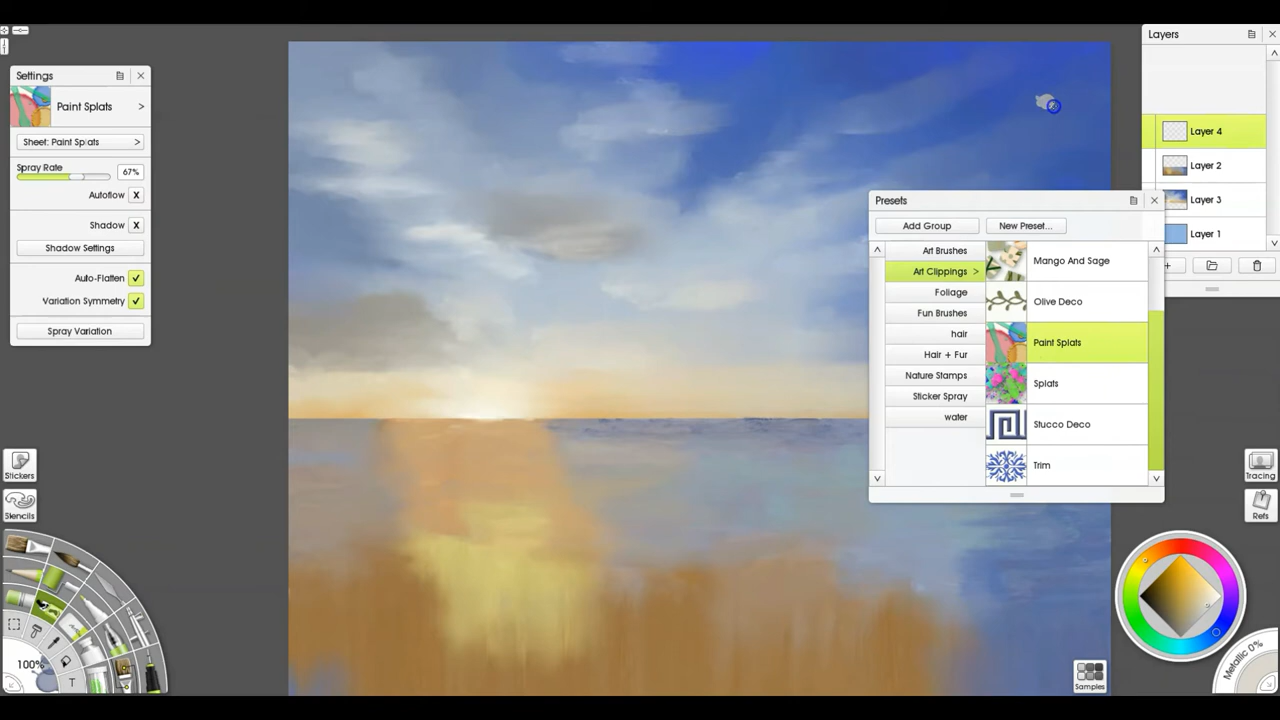 Settings
Paint Splats >
Sheet: Paint Splats >
Spray Rate
67%
Autoflow X
Shadow X
Shadow Settings
Auto-Flatten
Variation Symmetry
Spray Variation
Stickers
Stencils
T
100%
Layers
Layer 4
Layer 2
Layer 3
Layer 1
+
Presets
Add Group
New Preset...
Art Brushes
Art Clippings >
Foliage
Fun Brushes
hair
Hair + Fur
Nature Stamps
Sticker Spray
water
Mango And Sage
Olive Deco
Paint Splats
Splats
Stucco Deco
Trim
Tracing
Refs
Samples
Metallic 0%